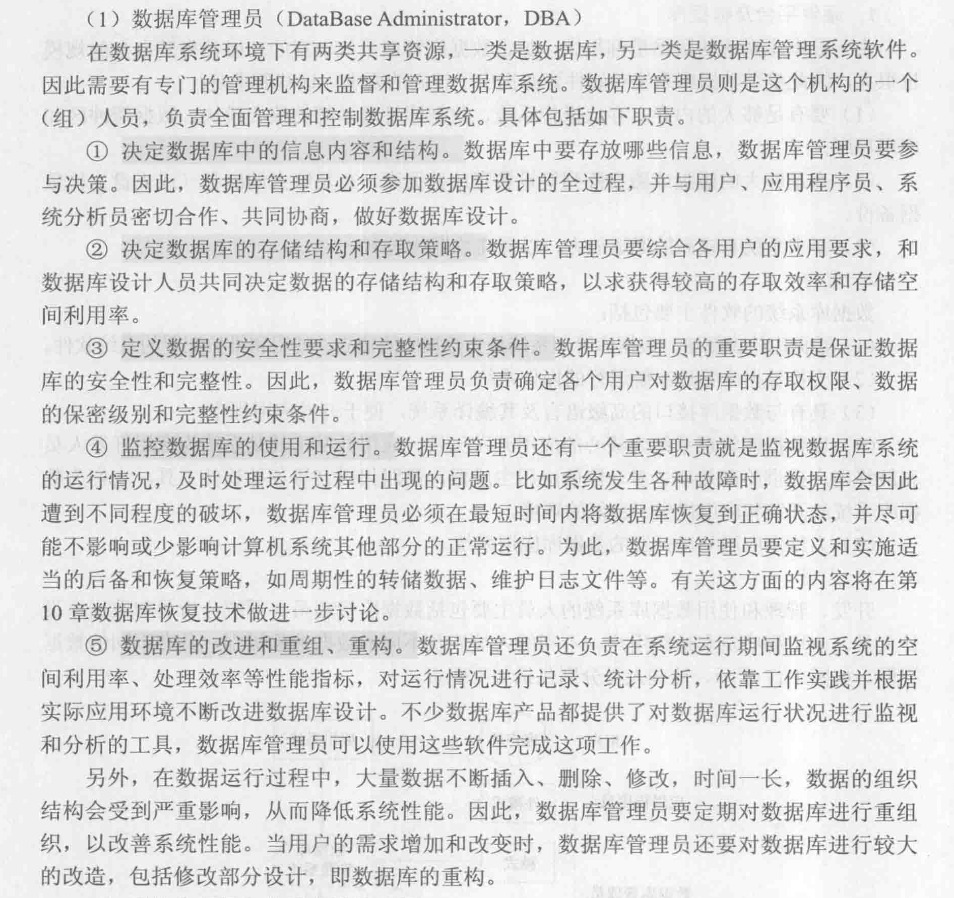 （1）数据库管理员（DataBase Administrator，DBA）
在数据库系统环境下有两类共享资源，一类是数据库，另一类是数据库管理系统软件。
因此需要有专门的管理机构来监督和管理数据库系统。数据库管理员则是这个机构的一个
（组）人员，负责全面管理和控制数据库系统。具体包括如下职责。
① 决定数据库中的信息内容和结构。数据库中要存放哪些信息，数据库管理员要参
与决策。因此，数据库管理员必须参加数据库设计的全过程，并与用户、应用程序员、系
统分析员密切合作、共同协商，做好数据库设计。
② 决定数据库的存储结构和存取策略。数据库管理员要综合各用户的应用要求，和
数据库设计人员共同决定数据的存储结构和存取策略，以求获得较高的存取效率和存储空
间利用率。
③ 定义数据的安全性要求和完整性约束条件。数据库管理员的重要职责是保证数据
库的安全性和完整性。因此，数据库管理员负责确定各个用户对数据库的存取权限、数据
的保密级别和完整性约束条件。
④ 监控数据库的使用和运行。数据库管理员还有一个重要职责就是监视数据库系统
的运行情况，及时处理运行过程中出现的问题。比如系统发生各种故障时，数据库会因此
遭到不同程度的破坏，数据库管理员必须在最短时间内将数据库恢复到正确状态，并尽可
能不影响或少影响计算机系统其他部分的正常运行。为此，数据库管理员要定义和实施适
当的后备和恢复策略，如周期性的转储数据、维护日志文件等。有关这方面的内容将在第
10 章数据库恢复技术做进一步讨论。
⑤ 数据库的改进和重组、重构。数据库管理员还负责在系统运行期间监视系统的空
间利用率、处理效率等性能指标，对运行情况进行记录、统计分析，依靠工作实践并根据
实际应用环境不断改进数据库设计。不少数据库产品都提供了对数据库运行状况进行监视
和分析的工具，数据库管理员可以使用这些软件完成这项工作。
另外，在数据运行过程中，大量数据不断插入、删除、修改，时间一长，数据的组织
结构会受到严重影响，从而降低系统性能。因此，数据库管理员要定期对数据库进行重组
织，以改善系统性能。当用户的需求增加和改变时，数据库管理员还要对数据库进行较大
的改造，包括修改部分设计，即数据库的重构。